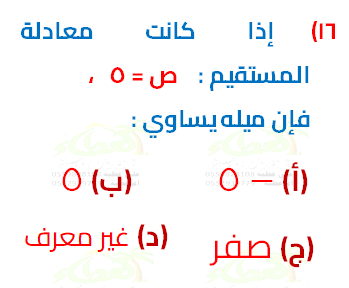 ١٦) إذا كانت معادلة
المستقيم : ص = ٥ ،
فإن ميله يساوي :
(أ) – ٥ (ب) ٥
(ج) صفر (د) غير معرف